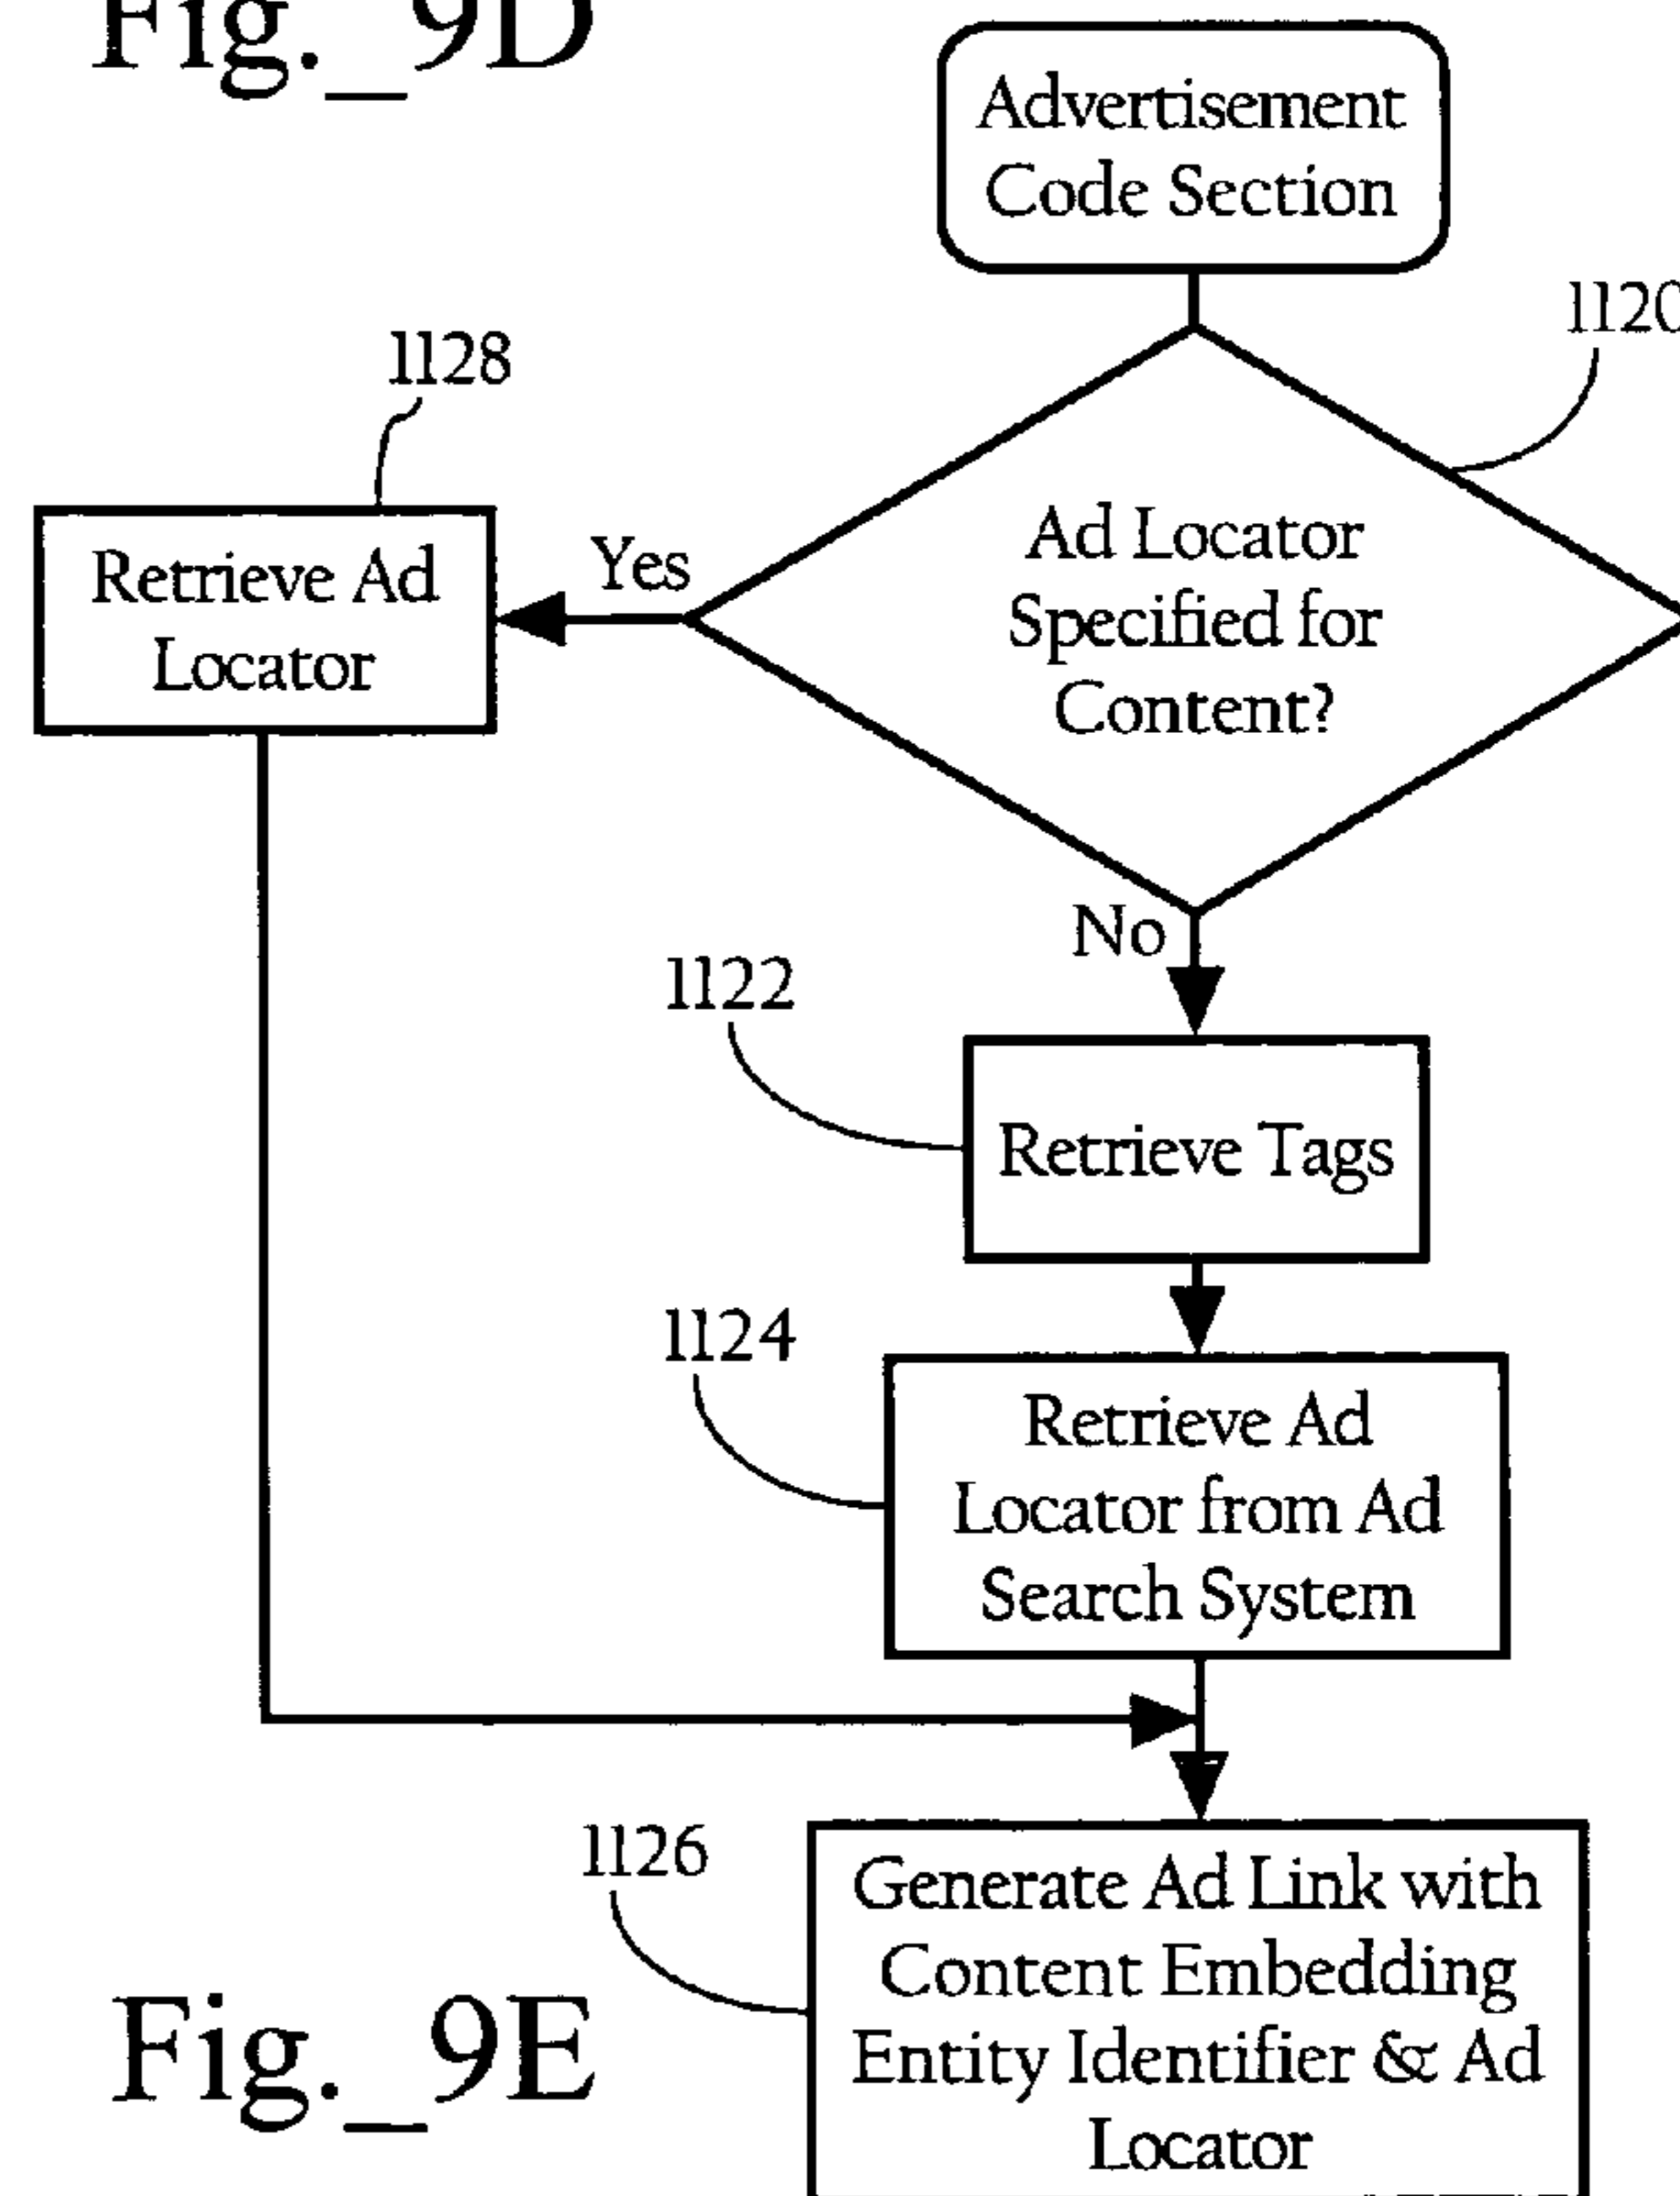 Fig._9D
Advertisement
Code Section
1120
1128
Ad Locator
Specified for
Content?
Yes
Retrieve Ad
Locator
No
1122
Retrieve Tags
1124
Retrieve Ad
Locator from Ad
Search System
1126
Generate Ad Link with
Content Embedding
Entity Identifier & Ad
Locator
Fig._9E